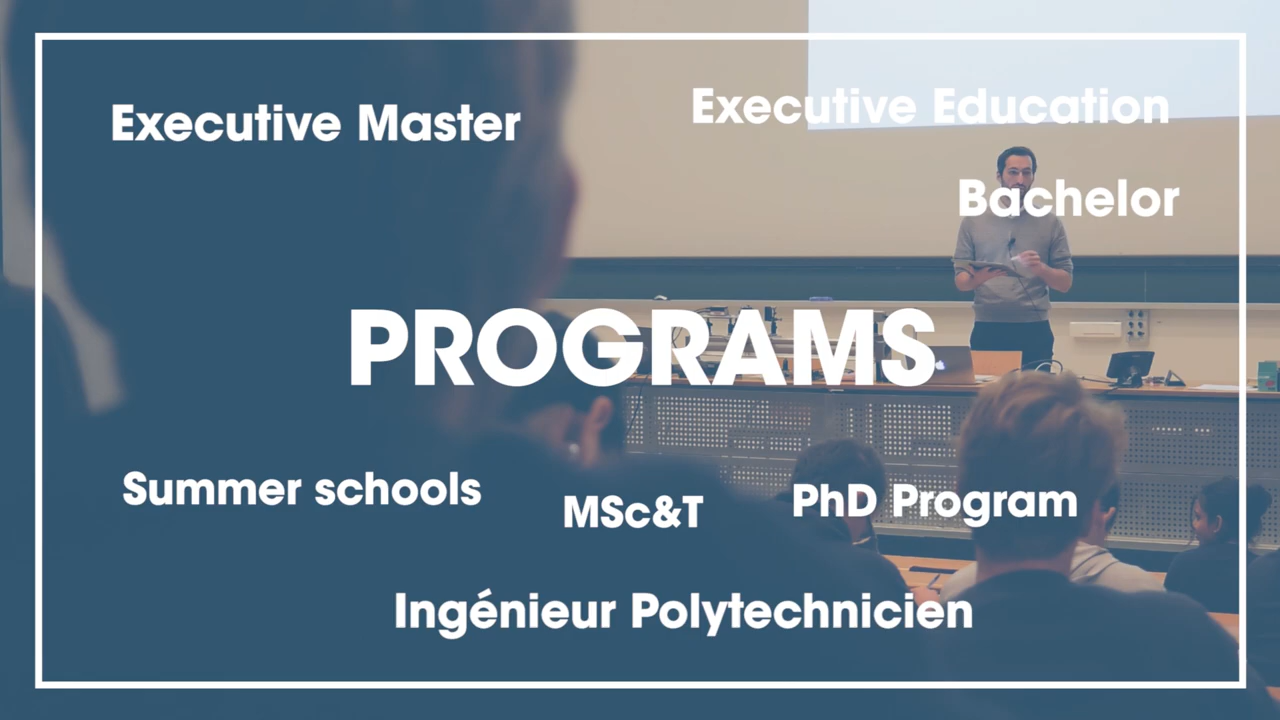 Executive Master
Executive Education
Bachelor
PROGRAMS
Summer schools
MSc&T
PhD Program
Ingénieur Polytechnicien